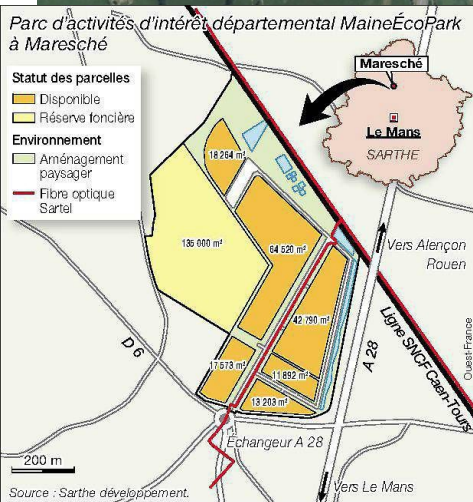 Parc d'activités d'intérêt départemental MaineÉcoPark
à Maresché
Statut des parcelles
Disponible
Réserve foncière
Environnement
Aménagement
paysager
Fibre optique
Sartel
Maresché
Le Mans
SARTHE
18 264 m²
135 000 m²
64 520 m²
42 790 m²
17 573 m²
11 892 m²
13 203 m²
Vers Alençon
Rouen
D 6
A 28
Ligne SNCF Caen-Tours
Ouest-France
Échangeur A 28
Vers Le Mans
200 m
Source : Sarthe développement.